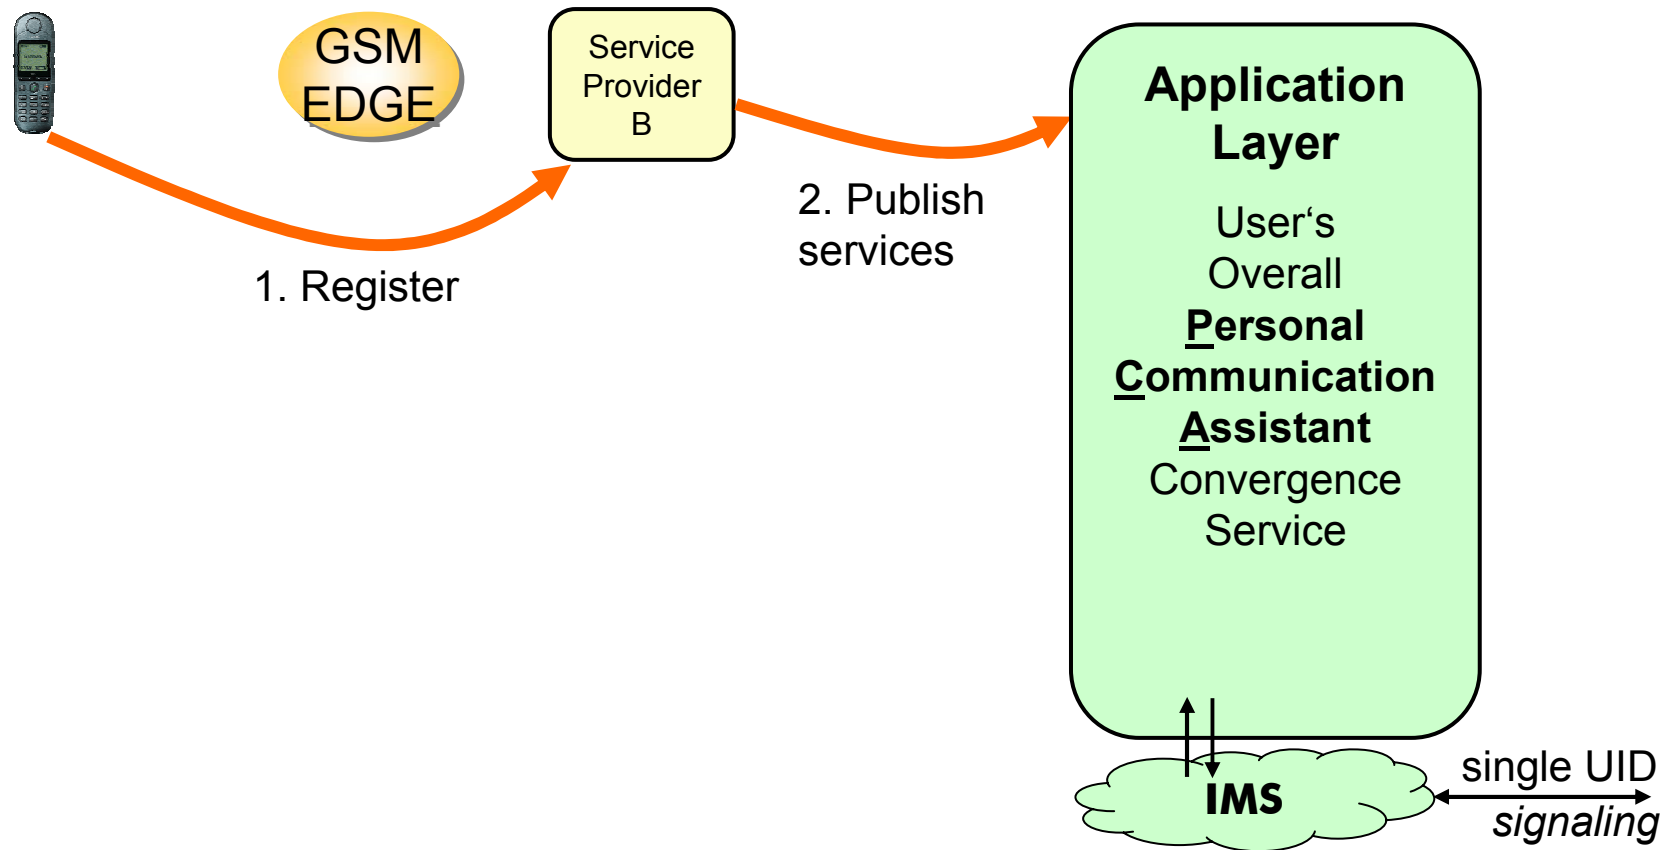 GSM
EDGE
Service
Provider
B
1. Register
2. Publish
services
Application
Layer
User‘s
Overall
Personal
Communication
Assistant
Convergence
Service
IMS
single UID
signaling